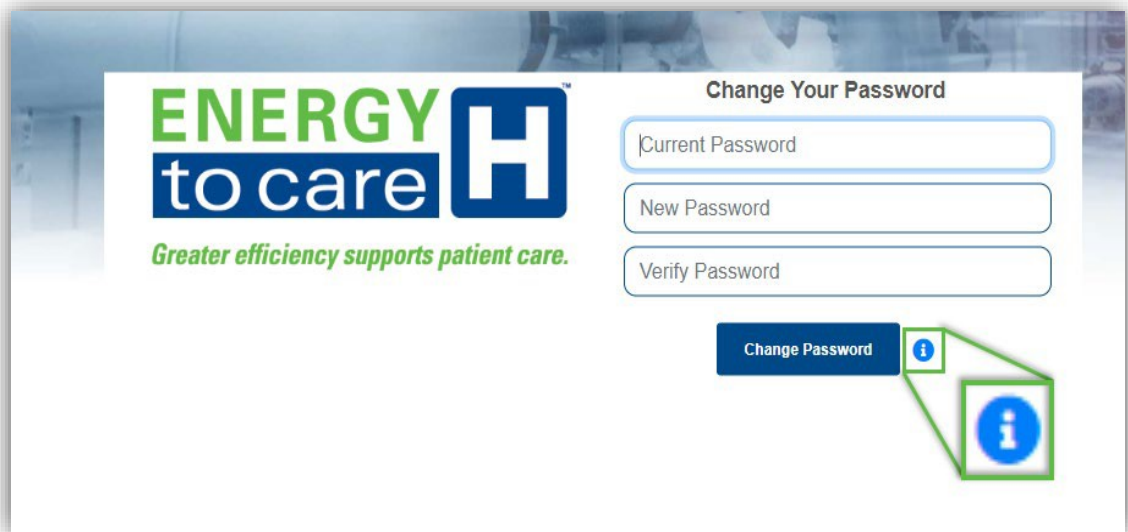 ENERGY
to care
H™
Greater efficiency supports patient care.
Change Your Password
Current Password
New Password
Verify Password
Change Password
i
i